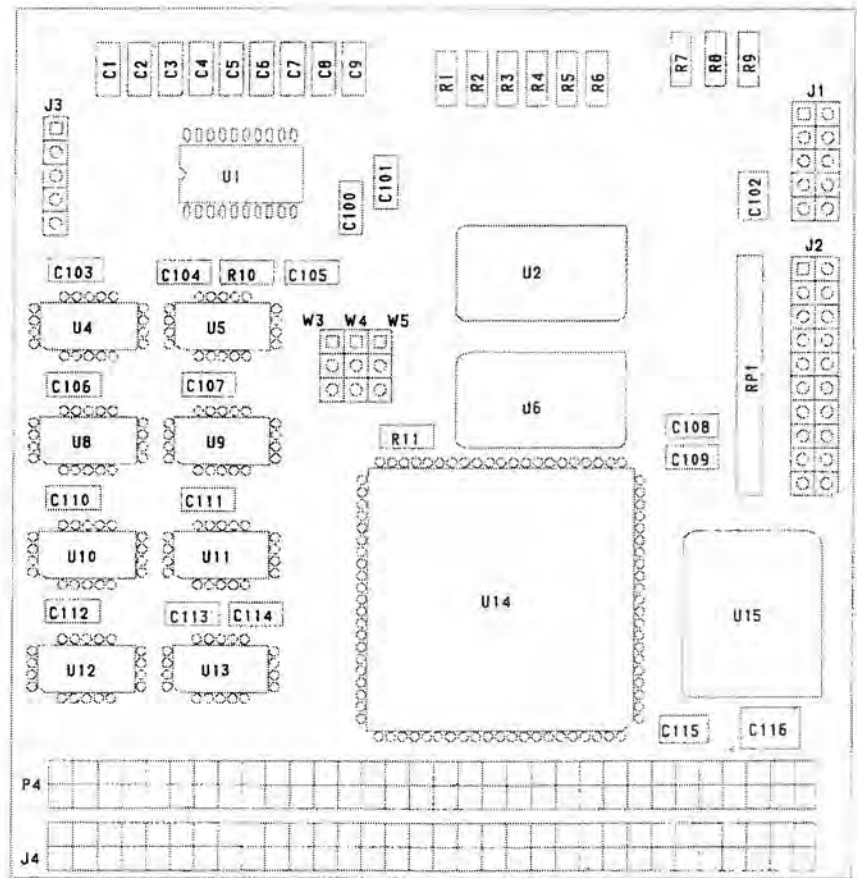 C1 C2 C3 C4 C5 C6 C7 C8 C9 R1 R2 R3 R4 R5 R6 R7 R8 R9
J3 J1
U1 C100 C101 C102
J2
C103 C104 R10 C105 U2
U4 U5 W3 W4 W5
C106 C107 U6 RP1
U8 U9 R11 C108
C109
C110 C111
U10 U11 U14 U15
C112 C113 C114
U12 U13
C115 C116
P4
J4